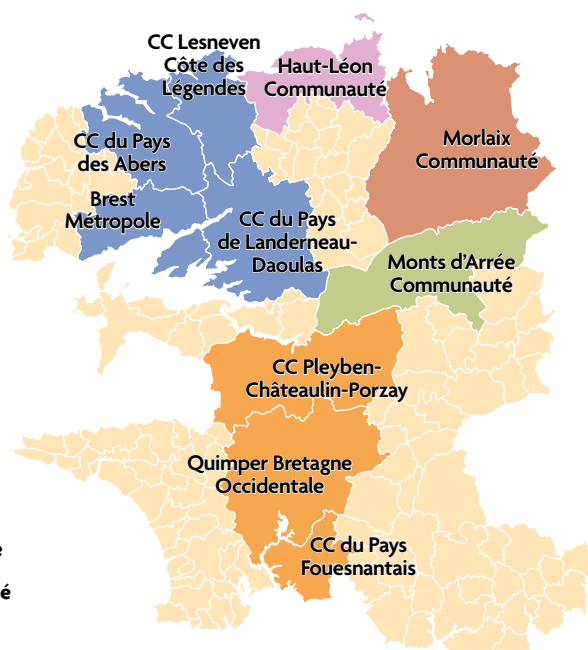 CC Lesneven
Côte des
Légendes
Haut-Léon
Communauté
CC du Pays
des Abers
Morlaix
Communauté
Brest
Métropole
CC du Pays
de Landerneau-
Daoulas
Monts d'Arrée
Communauté
CC Pleyben-
Châteaulin-Porzay
Quimper Bretagne
Occidentale
CC du Pays
Fouesnantais
é